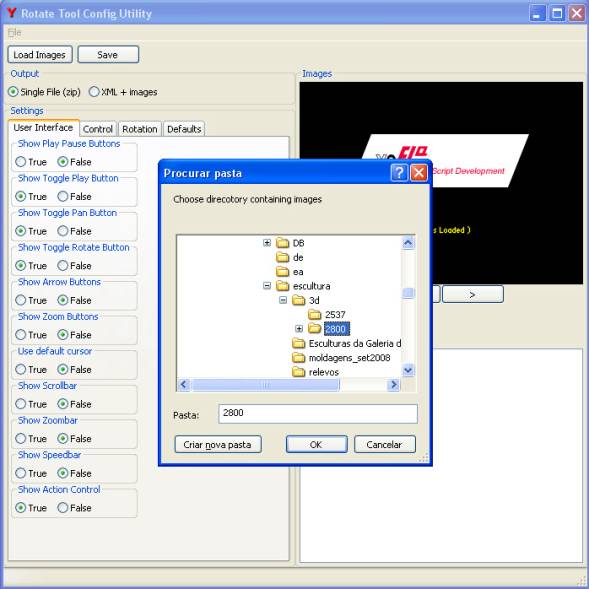 Y Rotate Tool Config Utility
File
Load Images Save
Output
Single File (zip) XML + images
Settings
User Interface Control Rotation Defaults
Show Play Pause Buttons
True False
Show Toggle Play Button
True False
Show Toggle Pan Button
True False
Show Toggle Rotate Button
True False
Show Arrow Buttons
True False
Show Zoom Buttons
True False
Use default cursor
True False
Show Scrollbar
True False
Show Zoombar
True False
Show Speedbar
True False
Show Action Control
True False
Images
Script Development
s Loaded )
>
Procurar pasta
?
Choose direcotory containing images
DB
de
ea
escultura
3d
2537
2800
Esculturas da Galeria d
moldagens_set2008
relevos
Pasta: 2800
Criar nova pasta OK Cancelar